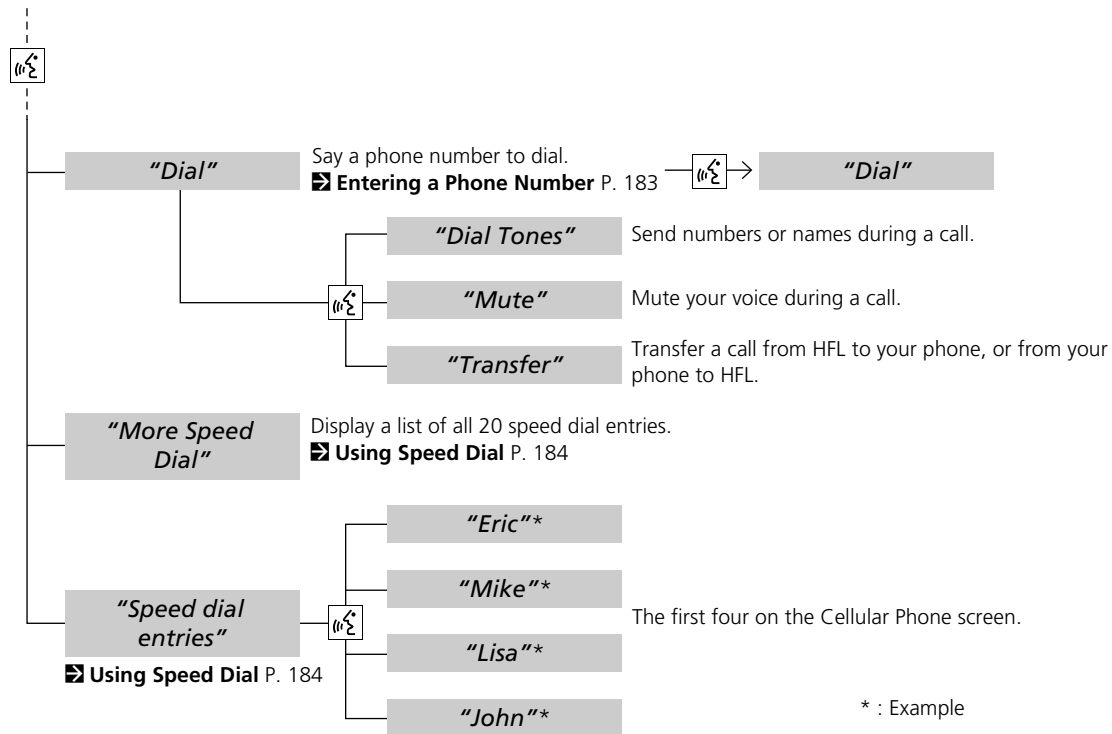 "Dial"
Say a phone number to dial.
Entering a Phone Number P. 183
"Dial"
"Dial Tones"
Send numbers or names during a call.
"Mute"
Mute your voice during a call.
"Transfer"
Transfer a call from HFL to your phone, or from your
phone to HFL.
"More Speed
Dial"
Display a list of all 20 speed dial entries.
Using Speed Dial P. 184
"Speed dial
entries"
Using Speed Dial P. 184
"Eric"*
"Mike"*
"Lisa"*
"John"*
The first four on the Cellular Phone screen.
* : Example